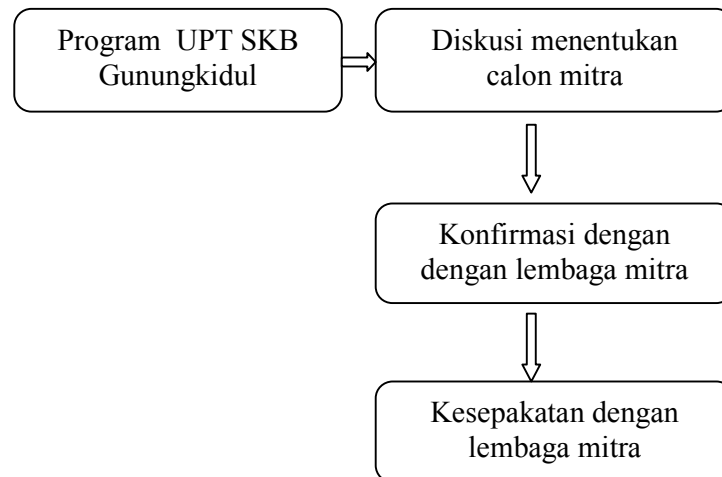 Program UPT SKB
Gunungkidul
Diskusi menentukan
calon mitra
Konfirmasi dengan
dengan lembaga mitra
Kesepakatan dengan
lembaga mitra